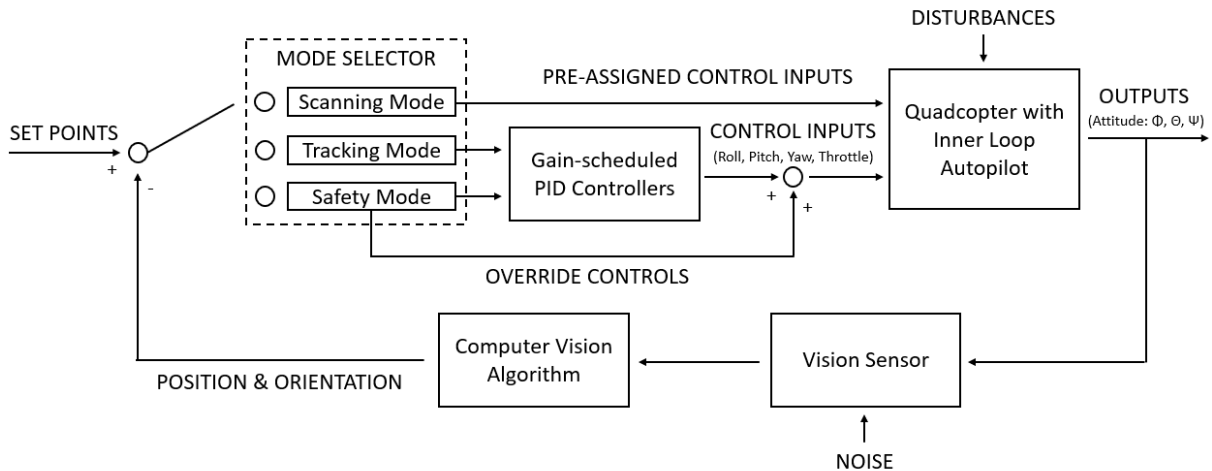 DISTURBANCES
MODE SELECTOR
PRE-ASSIGNED CONTROL INPUTS
Scanning Mode
Quadcopter with
Inner Loop
Autopilot
OUTPUTS
(Attitude: Φ, Θ, Ψ)
SET POINTS
+
-
Tracking Mode
Gain-scheduled
PID Controllers
CONTROL INPUTS
(Roll, Pitch, Yaw, Throttle)
+
+
Safety Mode
OVERRIDE CONTROLS
Computer Vision
Algorithm
Vision Sensor
POSITION & ORIENTATION
NOISE